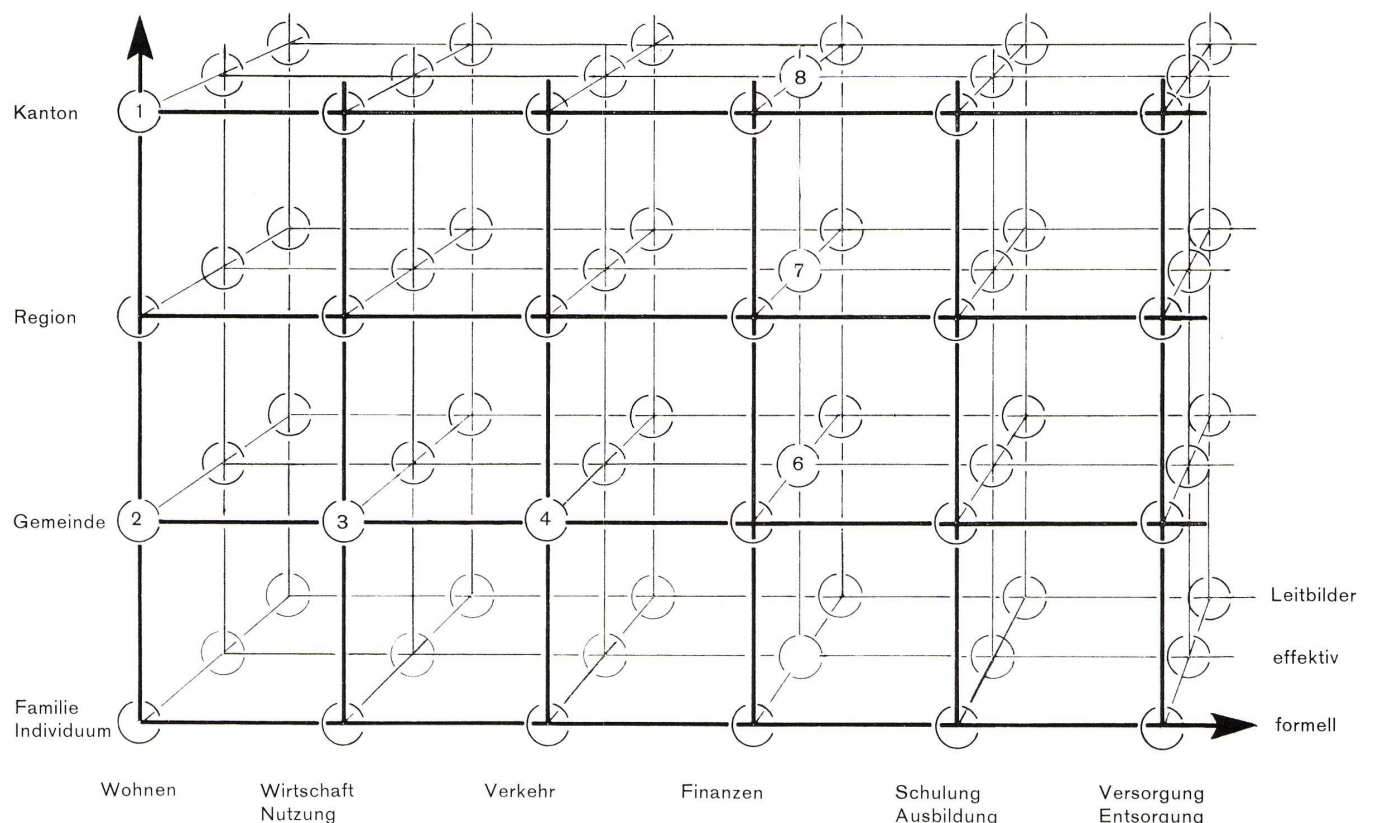 8
Kanton
1
7
Region
6
Gemeinde
2
3
4
Leitbilder
effektiv
Familie
Individuum
formell
Wohnen
Wirtschaft
Nutzung
Verkehr
Finanzen
Schulung
Ausbildung
Versorgung
Entsorgung